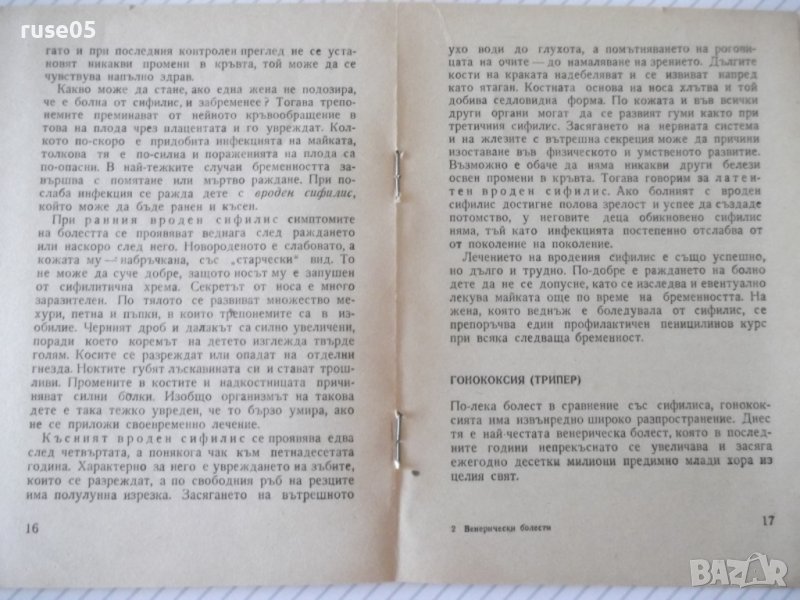 ruse05
гато и при последния контролен преглед не се уста-
новят никакви промени в кръвта, той може да се
чувствува напълно здрав.
Какво може да стане, ако една жена не подозира,
че е болна от сифилис, и забременее? Тогава трепо-
немите преминават от нейното кръвообращение в
това на плода чрез плацентата и го увреждат. Кол-
кото по-скоро е придобита инфекцията на майката,
толкова тя е по-силна и пораженията на плода са
по-опасни. В най-тежките случаи бременността за-
вършва с помятане или мъртво раждане. При по-
слаба инфекция се ражда дете с вроден сифилис,
който може да бъде ранен и късен.
При ранния вроден сифилис симптомите
на болестта се проявяват веднага след раждането
или наскоро след него. Новороденото е слабовато, а
кожата му — набръчкана, със „старчески“ вид. То
не може да суче добре, защото носът му е запушен
от сифилитична хрема. Секретът от носа е много
заразителен. По тялото се развиват множество ме-
хури, петна и пъпки, в които трепонемите са в из-
обилие. Черният дроб и далакът са силно увеличени,
поради което коремът на детето изглежда твърде
голям. Косите се разреждат или опадат на отделни
гнезда. Ноктите губят лъскавината си и стават трош-
ливи. Промените в костите и надкостницата причи-
няват силни болки. Изобщо организмът на такова
дете е така тежко увреден, че то бързо умира, ако
не се приложи своевременно лечение.
Късният вроден сифилис се проявява едва
след четвъртата, а понякога чак към петнадесетата
година. Характерно за него е увреждането на зъбите,
които се разреждат, а по свободния ръб на резците
има полулунна изрезка. Засягането на вътрешното
16
ухо води до глухота, а помътняването на рогови-
цата на очите — до намаляване на зрението. Дългите
кости на краката надебеляват и се извиват напред
като ятаган. Костната основа на носа хлътва и той
добива седловидна форма. По кожата и във всички
други органи могат да се развият гуми както при
третичния сифилис. Засягането на нервната система
и на жлезите с вътрешна секреция може да причини
изоставане във физическото и умственото развитие.
Възможно е обаче да няма никакви други белези
освен промени в кръвта. Тогава говорим за латен-
тен вроден сифилис. Ако болният с вроден
сифилис достигне полова зрелост и успее да създаде
потомство, у неговите деца обикновено сифилис
няма, тъй като инфекцията постепенно отслабва от
от поколение на поколение.
Лечението на вродения сифилис е също успешно,
но дълго и трудно. По-добре е раждането на болно
дете да не се допусне, като се изследва и евентуално
лекува майката още по време на бременността. На
жена, която веднъж е боледувала от сифилис, се
препоръчва един профилактичен пеницилинов курс
при всяка следваща бременност.
ГОНОКОКСИЯ (ТРИПЕР)
По-лека болест в сравнение със сифилиса, гонокок-
сията има извънредно широко разпространение. Днес
тя е най-честата венерическа болест, която в послед-
ните години непрекъснато се увеличава и засяга
ежегодно десетки милиони предимно млади хора из
целия свят.
2 Венерически болести
17
BAZAR